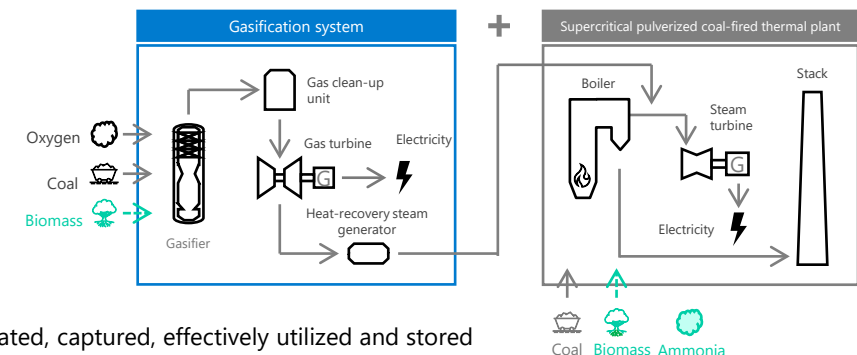 Gasification system
+
Supercritical pulverized coal-fired thermal plant
Gas clean-up
unit
Boiler
Stack
Steam
turbine
Oxygen
Gas turbine
Electricity
G
G
Coal
Biomass
Heat-recovery steam
generator
Electricity
Gasifier
ated, captured, effectively utilized and stored
Coal
Biomass
Ammonia